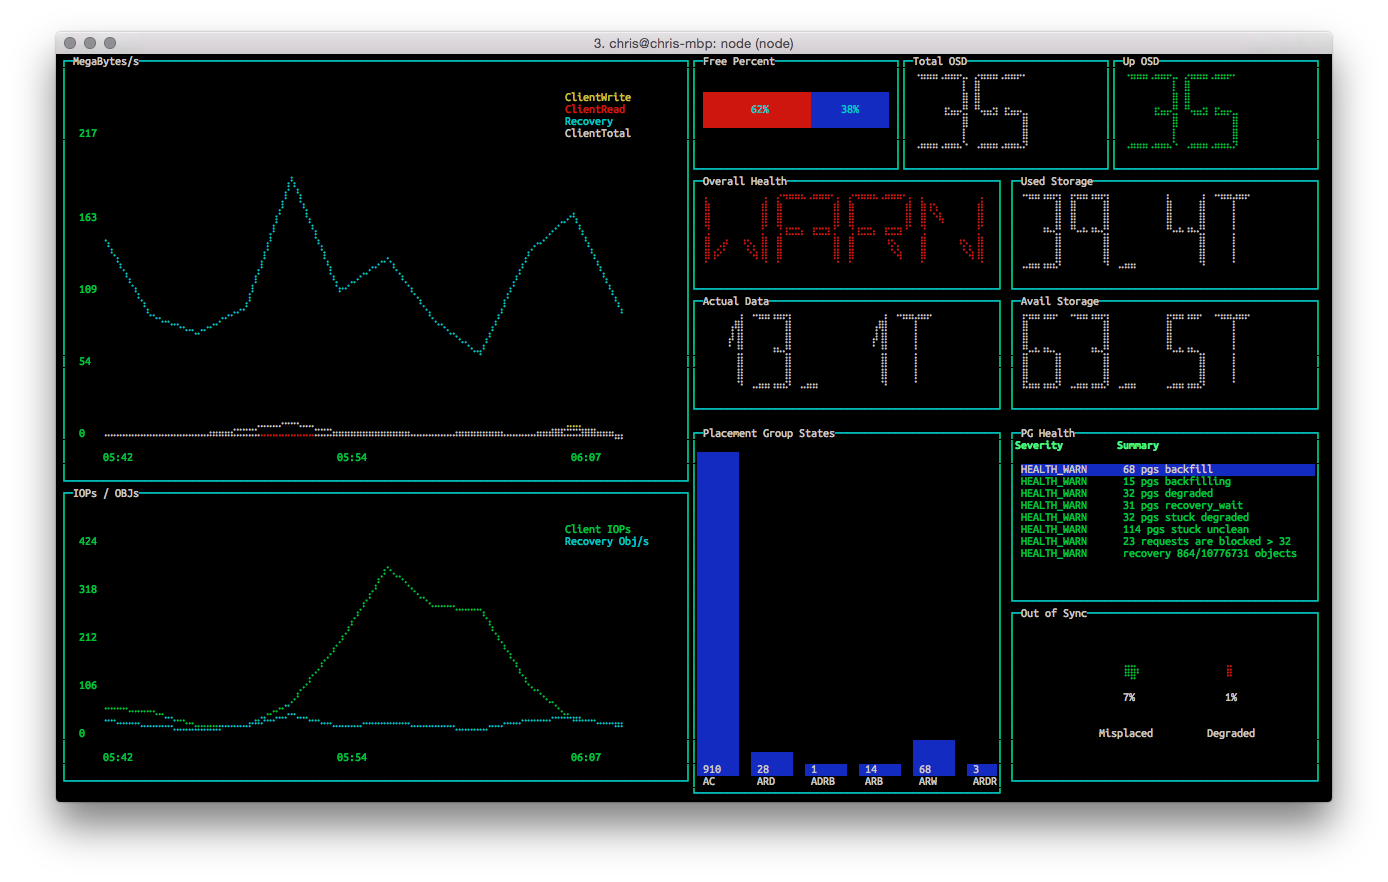 3. chris@chris-mbp: node (node)
MegaBytes/s
ClientWrite
ClientRead
Recovery
ClientTotal
217
163
109
54
0
05:42 05:54 06:07
IOPs / OBJs
Client IOPs
Recovery Obj/s
424
318
212
106
0
05:42 05:54 06:07
Free Percent
62% 38%
Total OSD
35
Up OSD
35
Overall Health
WARN
Used Storage
39.4T
Actual Data
13.1T
Avail Storage
63.5T
Placement Group States
910 28 1 14 68 3
AC ARD ADRB ARB ARW ARDR
PG Health
Severity Summary
HEALTH_WARN 68 pgs backfill
HEALTH_WARN 15 pgs backfilling
HEALTH_WARN 32 pgs degraded
HEALTH_WARN 31 pgs recovery_wait
HEALTH_WARN 32 pgs stuck degraded
HEALTH_WARN 114 pgs stuck unclean
HEALTH_WARN 23 requests are blocked > 32
HEALTH_WARN recovery 864/10776731 objects
Out of Sync
7% 1%
Misplaced Degraded